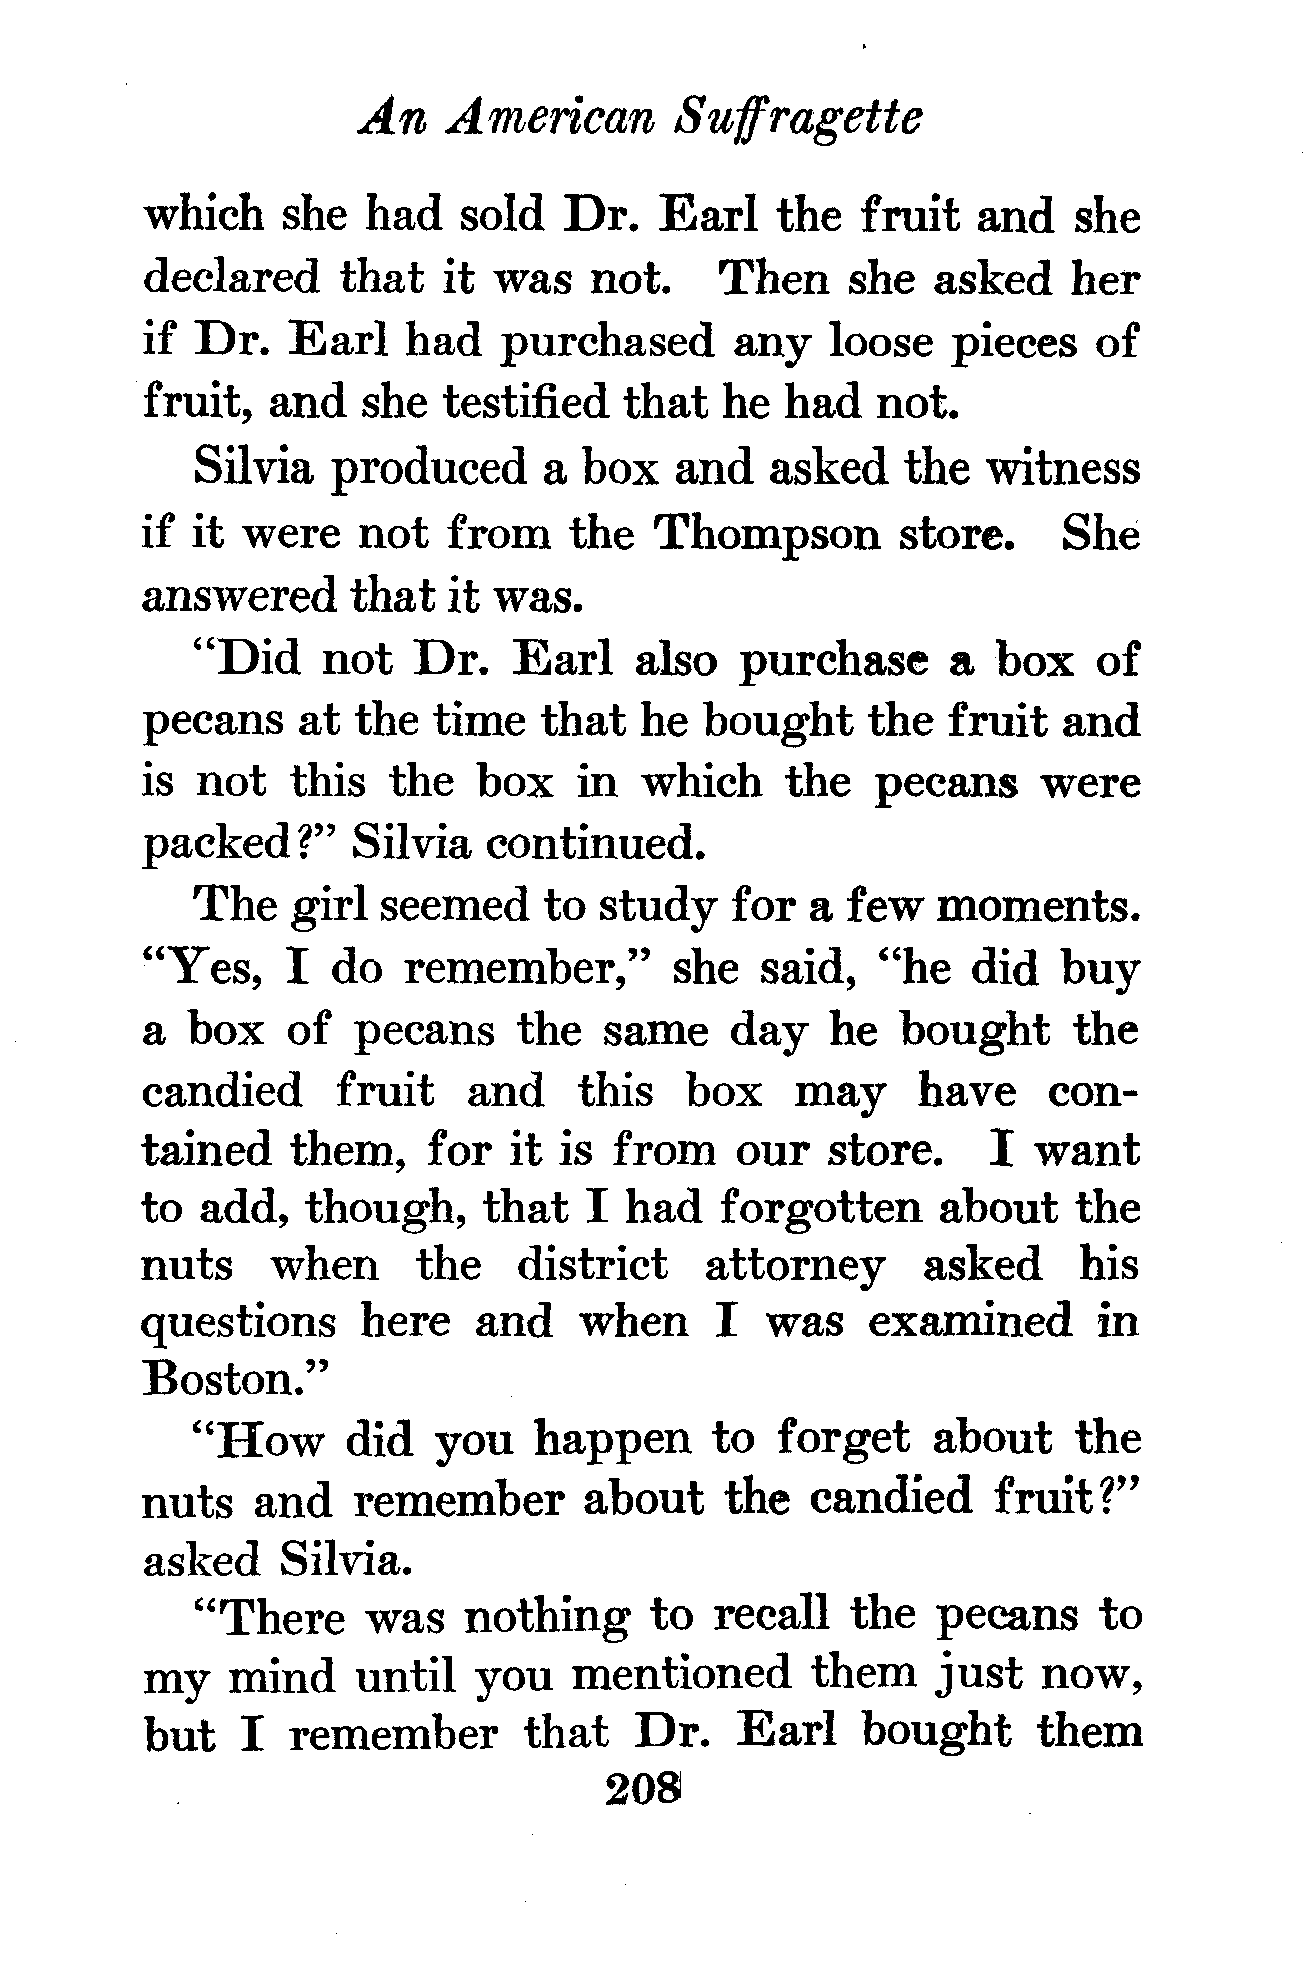 An American Suffragette
which she had sold Dr. Earl the fruit and she
declared that it was not. Then she asked her
if Dr. Earl had purchased any loose pieces of
fruit, and she testified that he had not.
Silvia produced a box and asked the witness
if it were not from the Thompson store. She
answered that it was.
“Did not Dr. Earl also purchase a box of
pecans at the time that he bought the fruit and
is not this the box in which the pecans were
packed?” Silvia continued.
The girl seemed to study for a few moments.
“Yes, I do remember,” she said, “he did buy
a box of pecans the same day he bought the
candied fruit and this box may have con-
tained them, for it is from our store. I want
to add, though, that I had forgotten about the
nuts when the district attorney asked his
questions here and when I was examined in
Boston.”
“How did you happen to forget about the
nuts and remember about the candied fruit?”
asked Silvia.
“There was nothing to recall the pecans to
my mind until you mentioned them just now,
but I remember that Dr. Earl bought them
208